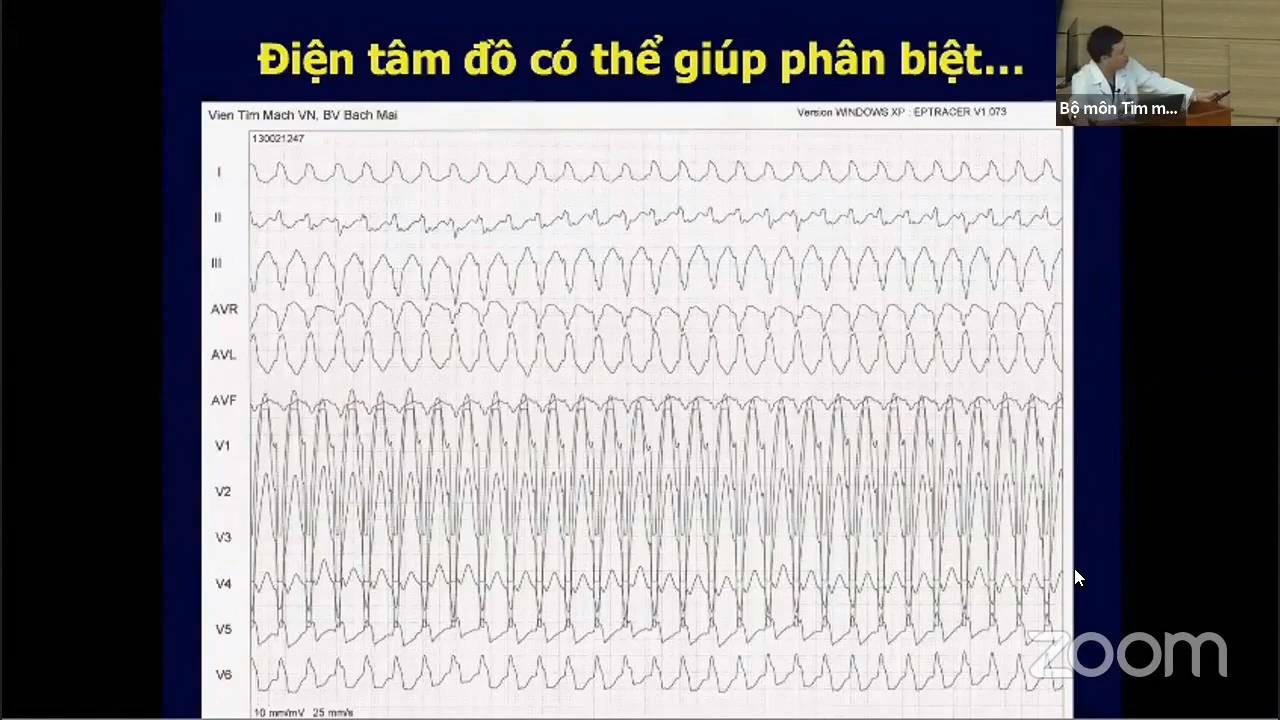 Điện tâm đồ có thể giúp phân biệt...
Bộ môn Tim m...
Vien Tim Mach VN, BV Bach Mai
Version WINDOWS XP : EPTRACER V1.073
130021247
I
II
III
AVR
AVL
AVF
V1
V2
V3
V4
V5
V6
10 mm/mV 25 mm/s
zoom